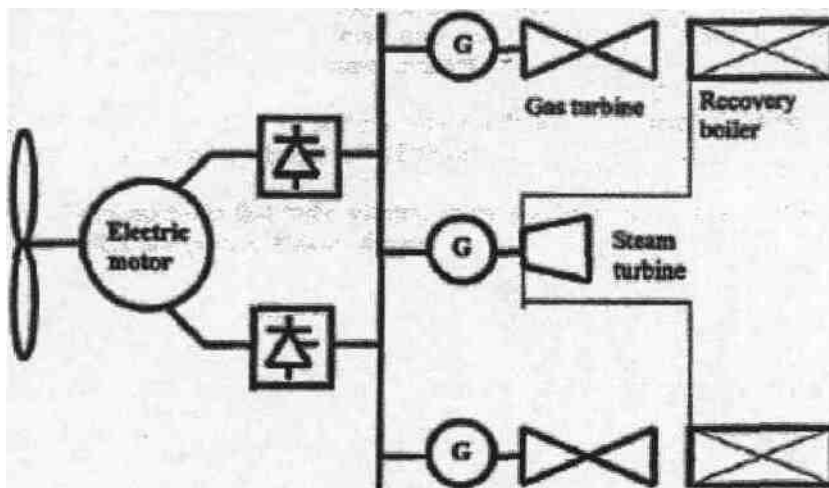 G
Gas turbine
Recovery
boiler
Electric
motor
G
Steam
turbine
G